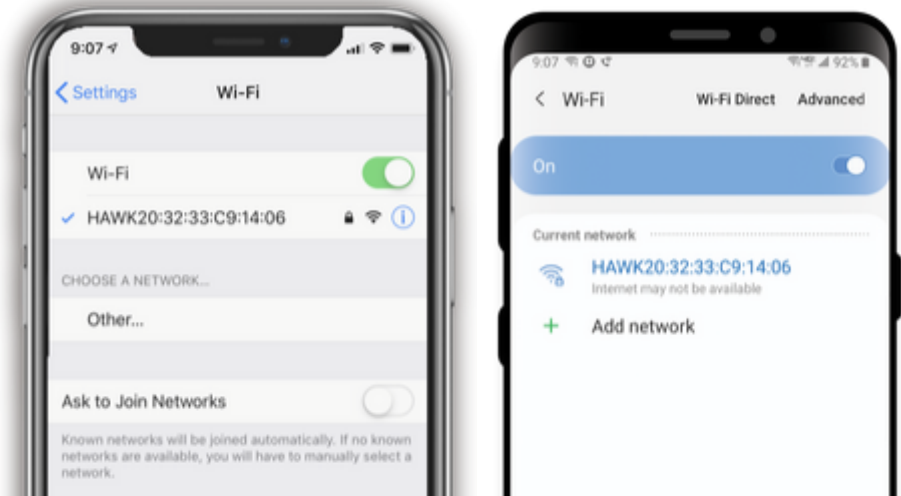 9:07
Settings
Wi-Fi
Wi-Fi
HAWK20:32:33:C9:14:06
CHOOSE A NETWORK...
Other...
Ask to Join Networks
Known networks will be joined automatically. If no known
networks are available, you will have to manually select a
network.
9:07
92%
Wi-Fi
Wi-Fi Direct
Advanced
On
Current network
HAWK20:32:33:C9:14:06
Internet may not be available
Add network